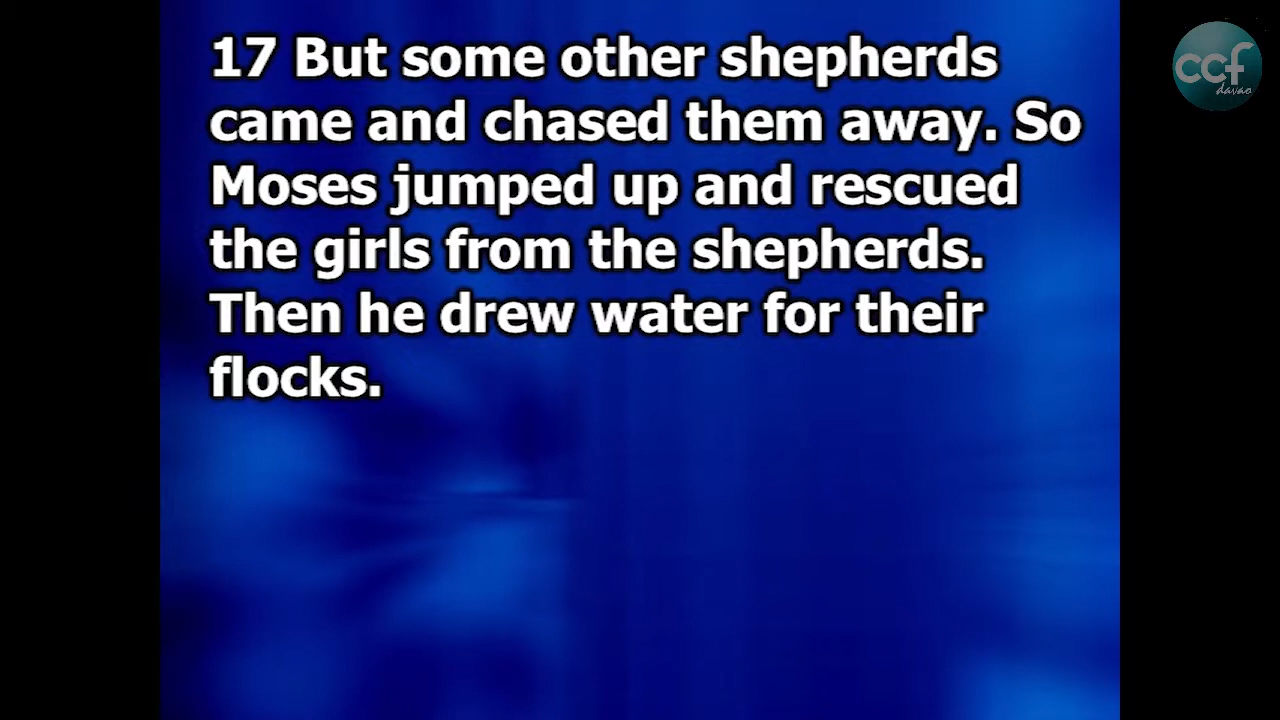 17 But some other shepherds
came and chased them away. So
Moses jumped up and rescued
the girls from the shepherds.
Then he drew water for their
flocks.
ccf
davao